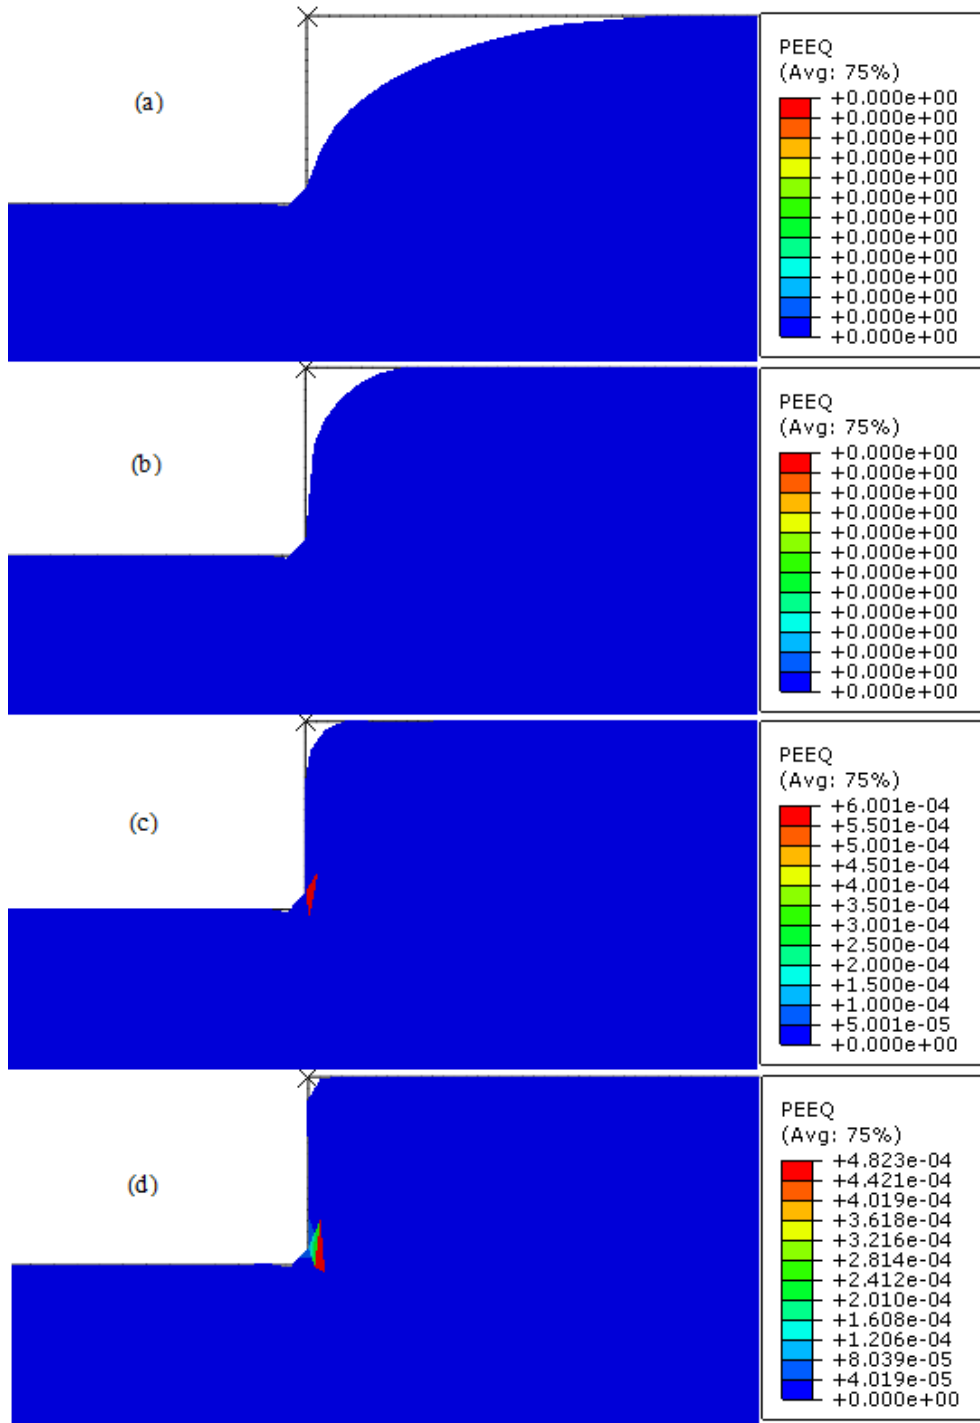 (a)
PEEQ
(Avg: 75%)
+0.000e+00
+0.000e+00
+0.000e+00
+0.000e+00
+0.000e+00
+0.000e+00
+0.000e+00
+0.000e+00
+0.000e+00
+0.000e+00
+0.000e+00
+0.000e+00
+0.000e+00
(b)
PEEQ
(Avg: 75%)
+0.000e+00
+0.000e+00
+0.000e+00
+0.000e+00
+0.000e+00
+0.000e+00
+0.000e+00
+0.000e+00
+0.000e+00
+0.000e+00
+0.000e+00
+0.000e+00
+0.000e+00
(c)
PEEQ
(Avg: 75%)
+6.001e-04
+5.501e-04
+5.001e-04
+4.501e-04
+4.001e-04
+3.501e-04
+3.001e-04
+2.500e-04
+2.000e-04
+1.500e-04
+1.000e-04
+5.001e-05
+0.000e+00
(d)
PEEQ
(Avg: 75%)
+4.823e-04
+4.421e-04
+4.019e-04
+3.618e-04
+3.216e-04
+2.814e-04
+2.412e-04
+2.010e-04
+1.608e-04
+1.206e-04
+8.039e-05
+4.019e-05
+0.000e+00